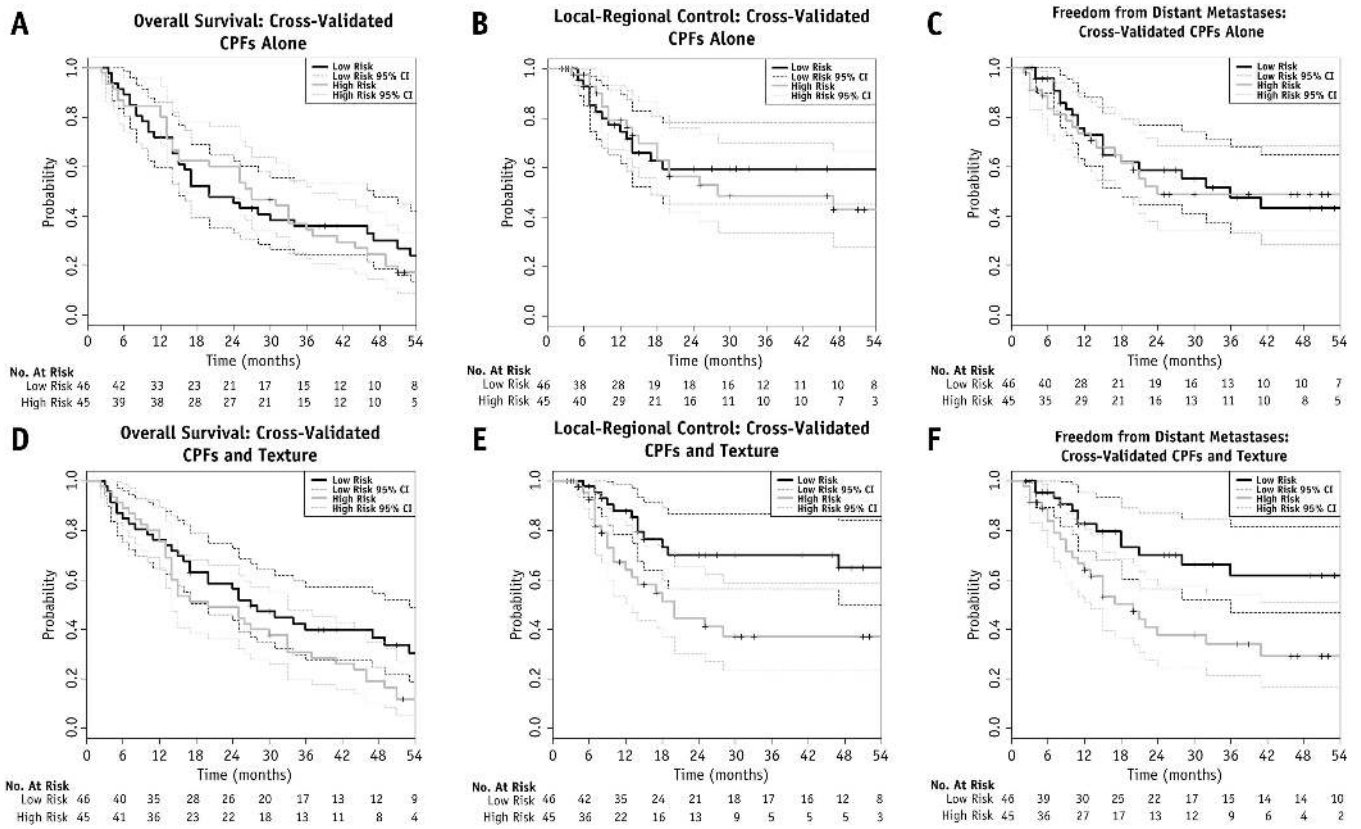 A
Overall Survival: Cross-Validated
CPFs Alone
Low Risk
Low Risk 95% CI
High Risk
High Risk 95% CI
Probability
1.0
0.8
0.6
0.4
0.2
0.0
0 6 12 18 24 30 36 42 48 54
Time (months)
No. At Risk
Low Risk 46 42 33 23 21 17 15 12 10 8
High Risk 45 39 38 28 27 21 15 12 10 5
B
Local-Regional Control: Cross-Validated
CPFs Alone
Low Risk
Low Risk 95% CI
High Risk
High Risk 95% CI
Probability
1.0
0.8
0.6
0.4
0.2
0.0
0 6 12 18 24 30 36 42 48 54
Time (months)
No. At Risk
Low Risk 46 38 28 19 18 16 12 11 10 8
High Risk 45 40 29 21 16 11 10 10 7 3
C
Freedom from Distant Metastases:
Cross-Validated CPFs Alone
Low Risk
Low Risk 95% CI
High Risk
High Risk 95% CI
Probability
1.0
0.8
0.6
0.4
0.2
0.0
0 6 12 18 24 30 36 42 48 54
Time (months)
No. At Risk
Low Risk 46 40 28 21 19 16 13 10 10 7
High Risk 45 35 29 21 16 13 11 10 8 5
D
Overall Survival: Cross-Validated
CPFs and Texture
Low Risk
Low Risk 95% CI
High Risk
High Risk 95% CI
Probability
1.0
0.8
0.6
0.4
0.2
0.0
0 6 12 18 24 30 36 42 48 54
Time (months)
No. At Risk
Low Risk 46 40 35 28 26 20 17 13 12 9
High Risk 45 41 36 23 22 18 13 11 8 4
E
Local-Regional Control: Cross-Validated
CPFs and Texture
Low Risk
Low Risk 95% CI
High Risk
High Risk 95% CI
Probability
1.0
0.8
0.6
0.4
0.2
0.0
0 6 12 18 24 30 36 42 48 54
Time (months)
No. At Risk
Low Risk 46 42 35 24 21 18 17 16 12 8
High Risk 45 36 22 16 13 9 5 5 5 3
F
Freedom from Distant Metastases:
Cross-Validated CPFs and Texture
Low Risk
Low Risk 95% CI
High Risk
High Risk 95% CI
Probability
1.0
0.8
0.6
0.4
0.2
0.0
0 6 12 18 24 30 36 42 48 54
Time (months)
No. At Risk
Low Risk 46 39 30 25 22 17 15 14 14 10
High Risk 45 36 27 17 13 12 9 6 4 2